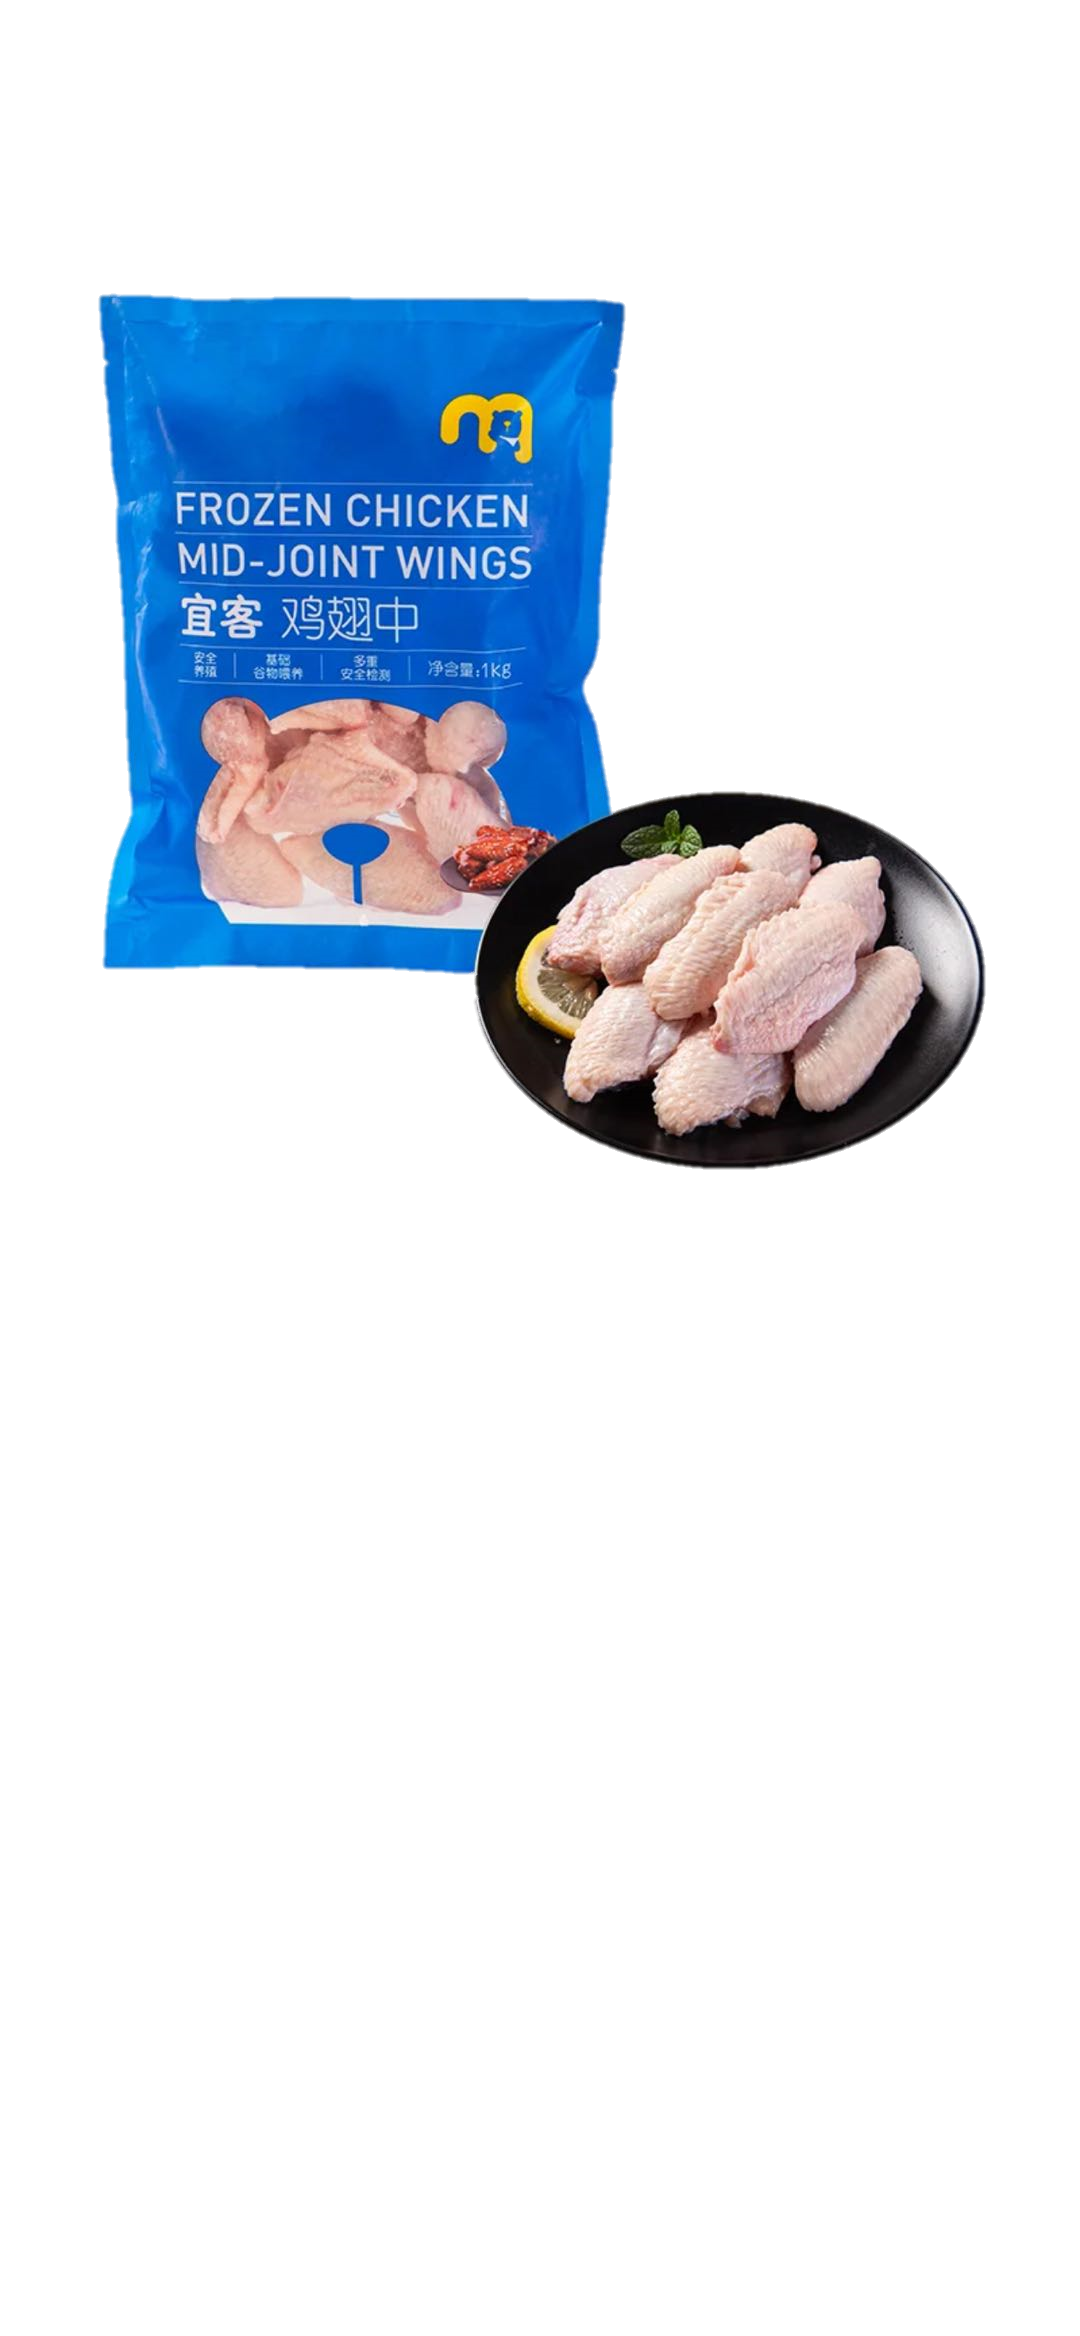 FROZEN CHICKEN
MID-JOINT WINGS
宜客 鸡翅中
安全
养殖
基础
谷物喂养
多重
安全检测
净含量:1Kg